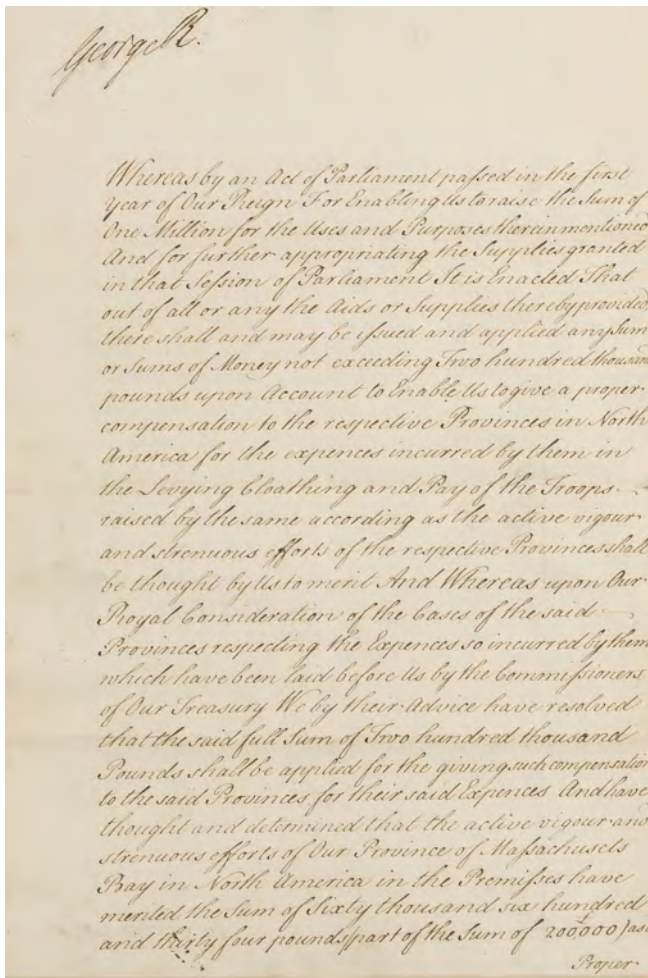 George R.
Whereas by an Act of Parliament passed in the first
year of Our Reign For Enabling Us to raise the Sum of
One Million for the Uses and Purposes therein mentioned
And for further appropriating the Supplies granted
in that Session of Parliament It is Enacted That
out of all or any the Aids or Supplies thereby provided,
there shall and may be issued and applied any Sum
or Sums of Money not exceeding Two hundred thousand
pounds upon Account to Enable Us to give a proper
compensation to the respective Provinces in North
America for the expences incurred by them in
the Levying Cloathing and Pay of the Troops
raised by the same according as the active vigour
and strenuous efforts of the respective Provinces shall
be thought by Us to merit And Whereas upon Our
Royal Consideration of the Cases of the said
Provinces respecting the Expences so incurred by them
which have been laid before Us by the Commissioners
of Our Treasury We by their Advice have resolved
that the said full Sum of Two hundred thousand
Pounds shall be applied for the giving such compensation
to the said Provinces for their said Expences And have
thought and determined that the active vigour and
strenuous efforts of Our Province of Massachusets
Bay in North America in the Premisses have
merited the Sum of Sixty thousand six hundred
and thirty four pounds (part of the Sum of 200000) as a
Proper